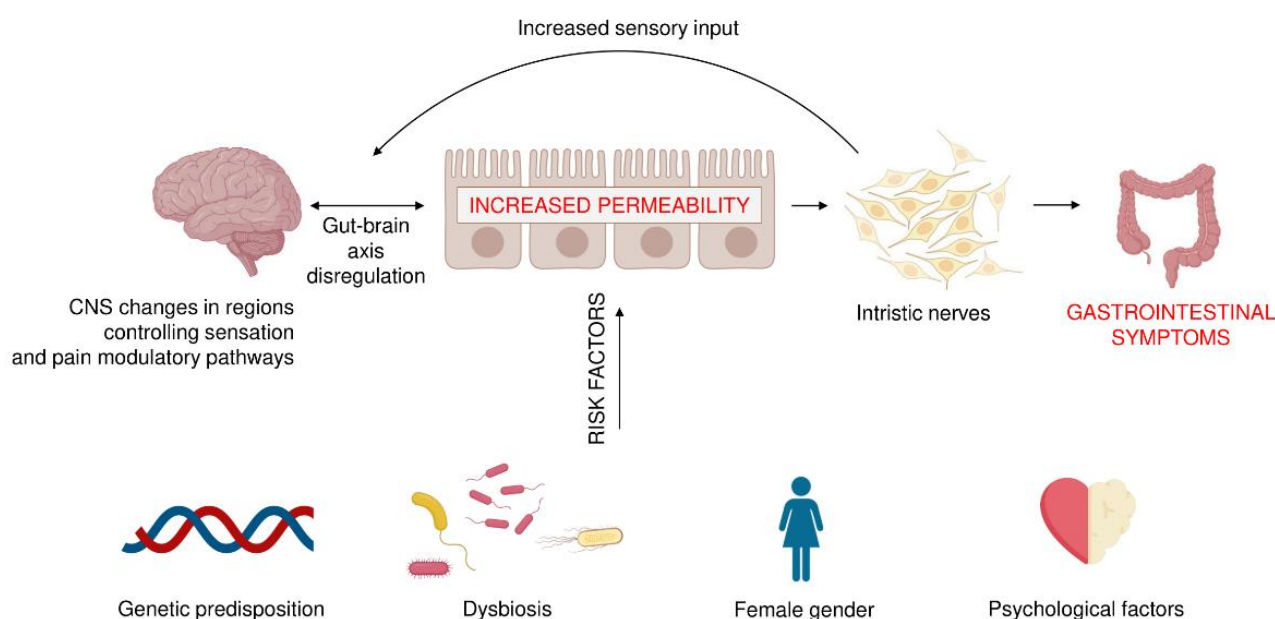 Increased sensory input
INCREASED PERMEABILITY
Gut-brain
axis
disregulation
CNS changes in regions
controlling sensation
and pain modulatory pathways
Intristic nerves
GASTROINTESTINAL
SYMPTOMS
RISK FACTORS
Genetic predisposition
Dysbiosis
Female gender
Psychological factors